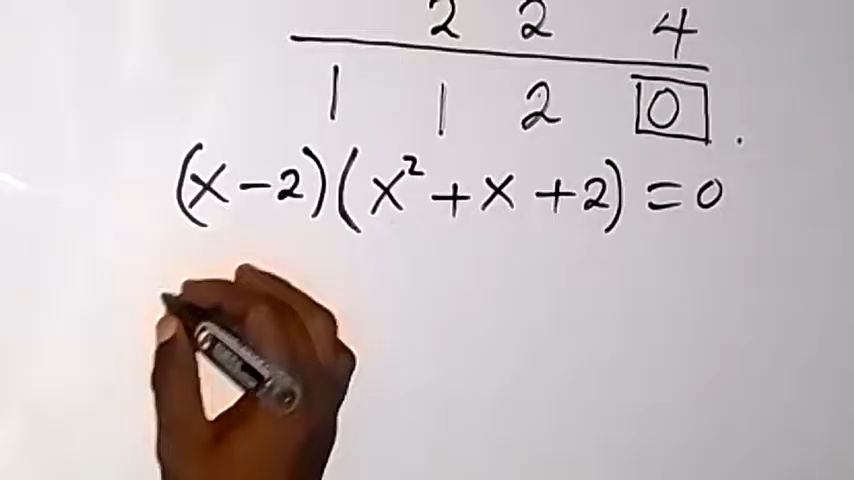 2 2 4
1 1 2 0 .
(x-2)(x²+x+2)=0